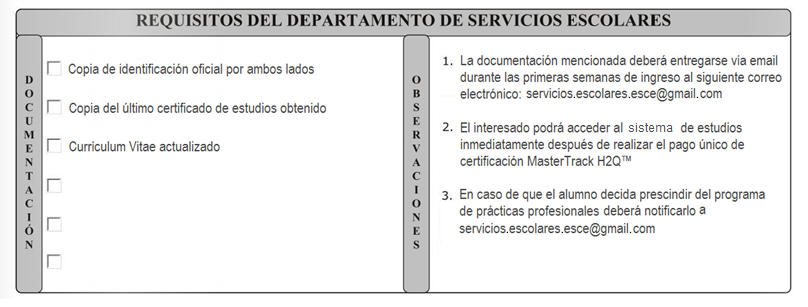 REQUISITOS DEL DEPARTAMENTO DE SERVICIOS ESCOLARES
DOCUMENTACIÓN
Copia de identificación oficial por ambos lados
Copia del último certificado de estudios obtenido
Curriculum Vitae actualizado
OBSERVACIONES
1. La documentación mencionada deberá entregarse vía email
durante las primeras semanas de ingreso al siguiente correo
electrónico: servicios.escolares.esce@gmail.com
2. El interesado podrá acceder al sistema de estudios
inmediatamente después de realizar el pago único de
certificación MasterTrack H2Q™
3. En caso de que el alumno decida prescindir del programa
de prácticas profesionales deberá notificarlo a
servicios.escolares.esce@gmail.com